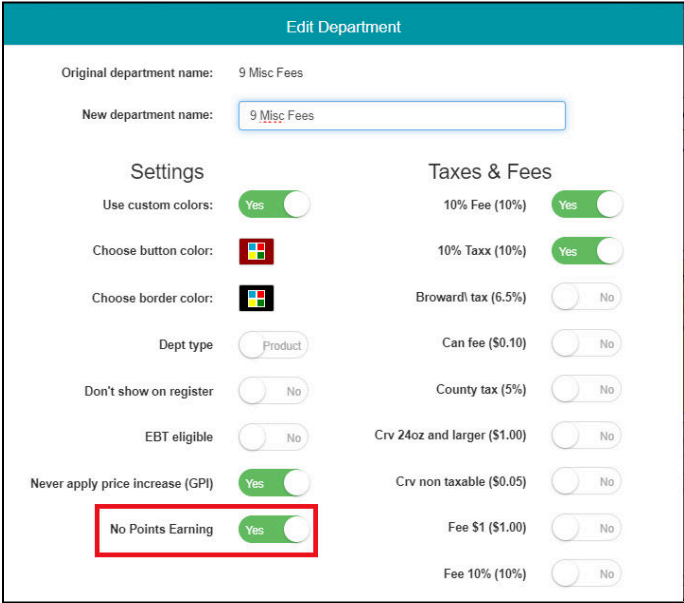 Edit Department
Original department name: 9 Misc Fees
New department name: 9 Misc Fees
Settings Taxes & Fees
Use custom colors: Yes 10% Fee (10%) Yes
Choose button color: 10% Taxx (10%) Yes
Choose border color: Broward\ tax (6.5%) No
Dept type Product Can fee ($0.10) No
Don't show on register No County tax (5%) No
EBT eligible No Crv 24oz and larger ($1.00) No
Never apply price increase (GPI) Yes Crv non taxable ($0.05) No
No Points Earning Yes Fee $1 ($1.00) No
Fee 10% (10%) No